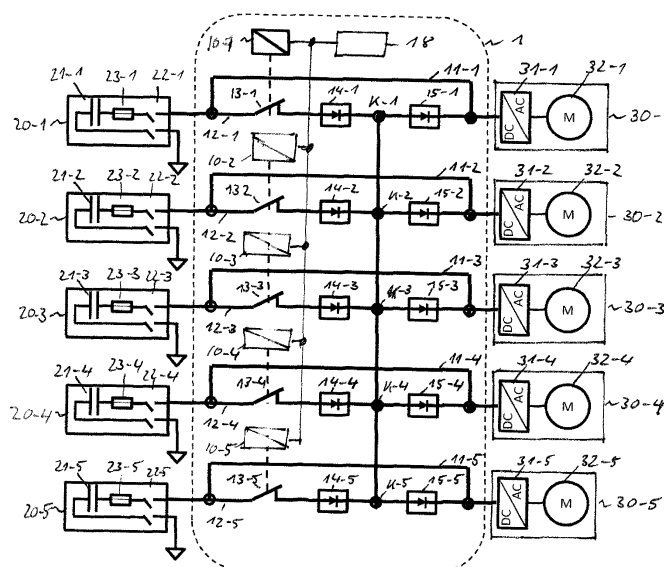 10-1 18 1
21-1 23-1 22-1 13-1 14-1 K-1 15-1 11-1 31-1 32-1
20-1 12-1 DC AC M 30-
10-2
21-2 23-2 22-2 132 14-2 K-2 15-2 11-2 31-2 32-2
20-2 12-2 DC AC M 30-2
10-3
21-3 23-3 22-3 13-3 14-3 K-3 15-3 11-3 31-3 32-3
20-3 12-3 DC AC M 30-3
10-4
21-4 23-4 22-4 13-4 14-4 K-4 15-4 11-4 31-4 32-4
20-4 12-4 DC AC M 30-4
10-5
21-5 23-5 225 13-5 14-5 K-5 15-5 11-5 31-5 32-5
20-5 12-5 DC AC M 30-5